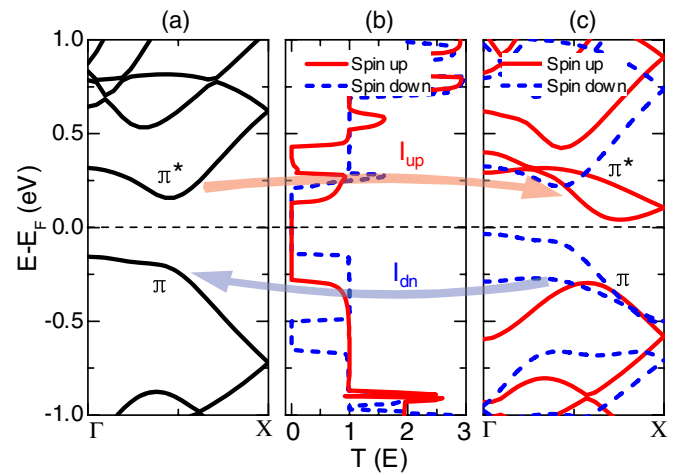 (a) (b) (c)
1.0
0.5
0.0
-0.5
-1.0
E-E_F (eV)
π*
π
Γ X
Spin up
Spin down
I_up
I_dn
0 1 2 3
T (E)
Spin up
Spin down
π*
π
Γ X